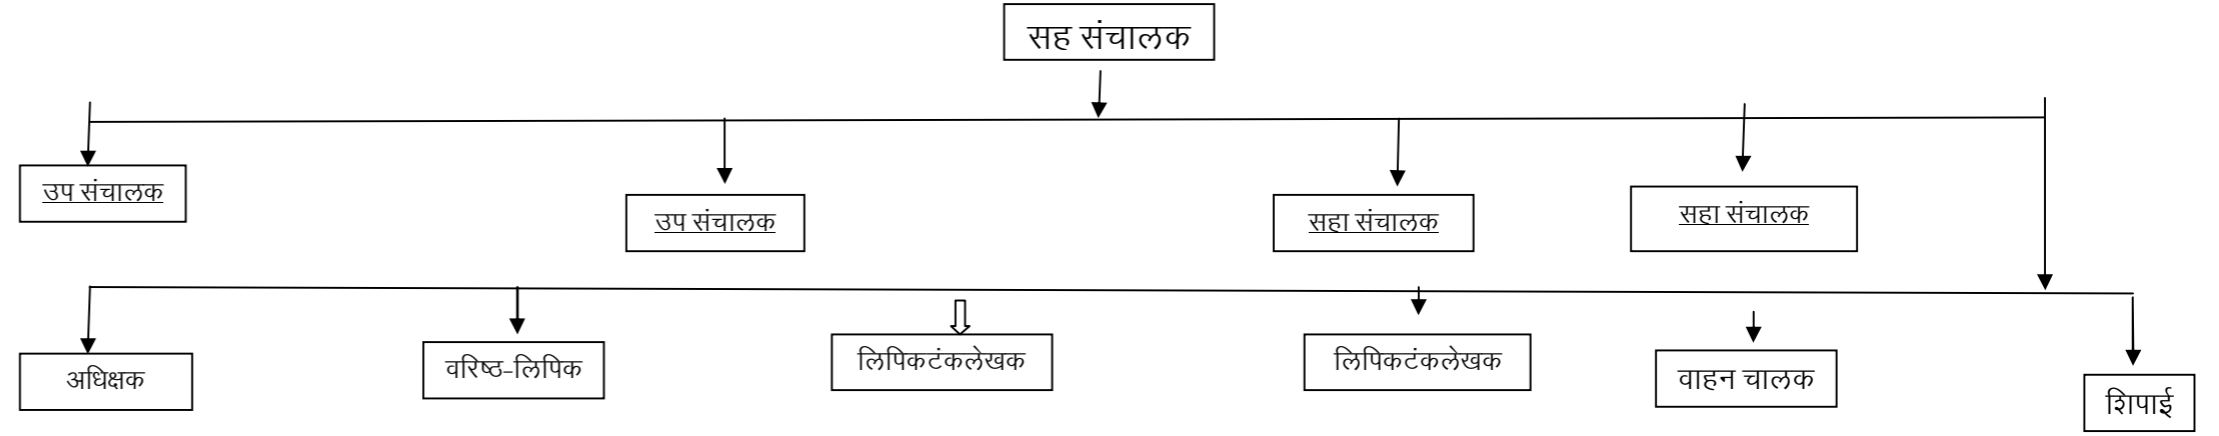 सह संचालक
उप संचालक
उप संचालक
सहा संचालक
सहा संचालक
अधिक्षक
वरिष्ठ-लिपिक
लिपिकटंकलेखक
लिपिकटंकलेखक
वाहन चालक
शिपाई